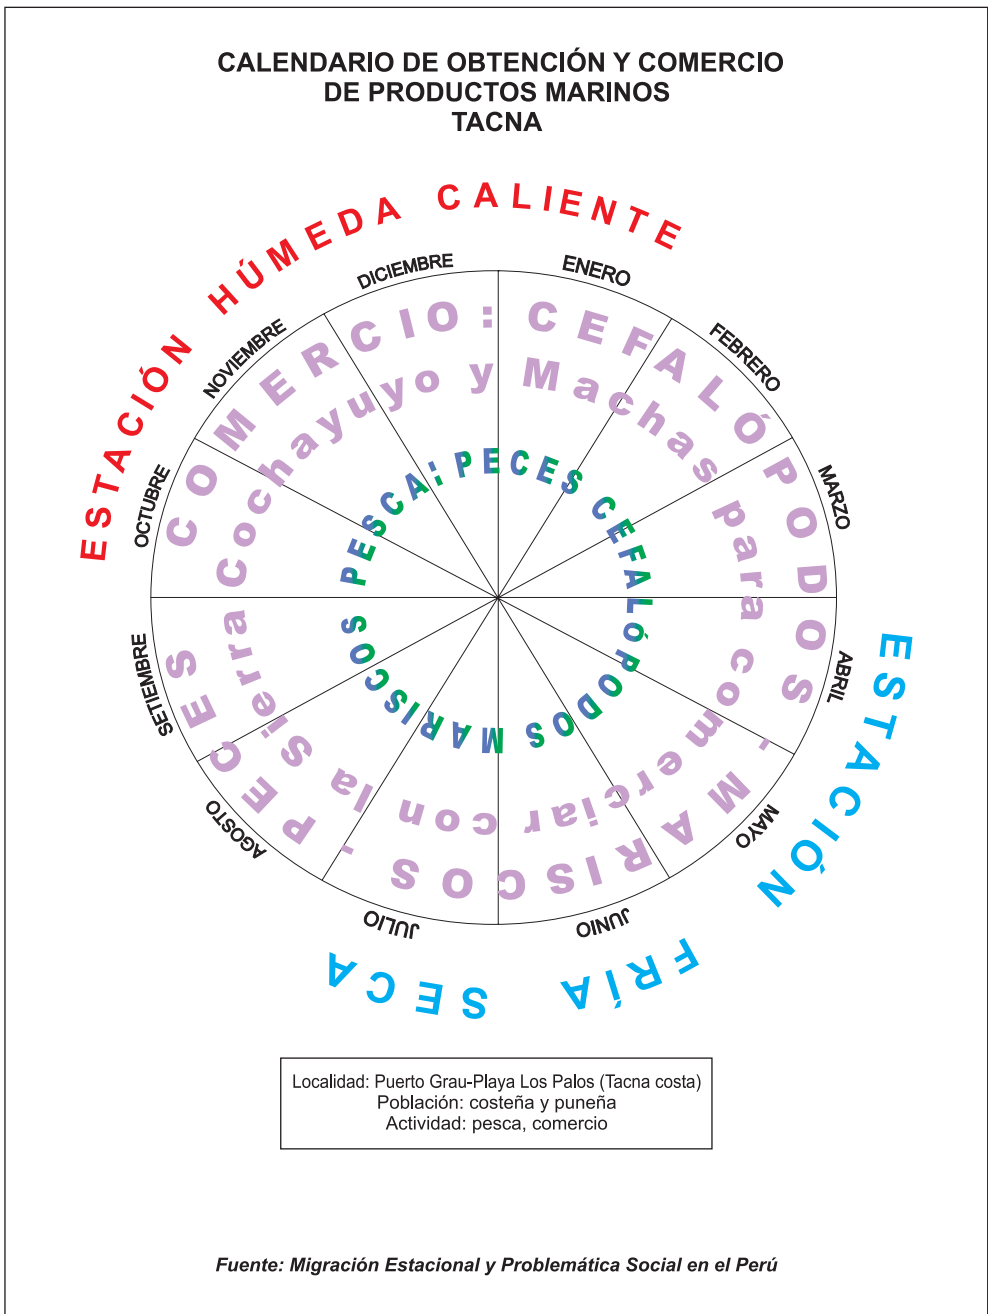 CALENDARIO DE OBTENCIÓN Y COMERCIO
DE PRODUCTOS MARINOS
TACNA
ESTACIÓN HÚMEDA CALIENTE
ESTACIÓN FRÍA SECA
ENERO
FEBRERO
MARZO
ABRIL
MAYO
JUNIO
JULIO
AGOSTO
SETIEMBRE
OCTUBRE
NOVIEMBRE
DICIEMBRE
COMERCIO: CEFALÓPODOS - MARISCOS - PECES
Cochayuyo y Machas para comerciar con la Sierra
PESCA: PECES CEFALÓPODOS MARISCOS
Localidad: Puerto Grau-Playa Los Palos (Tacna costa)
Población: costeña y puneña
Actividad: pesca, comercio
Fuente: Migración Estacional y Problemática Social en el Perú